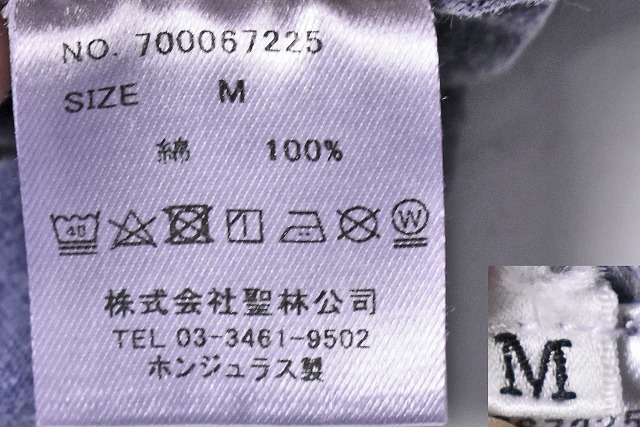 NO. 700067225
SIZE M
綿 100%
40 W
株式会社聖林公司
TEL 03-3461-9502
ホンジュラス製
M